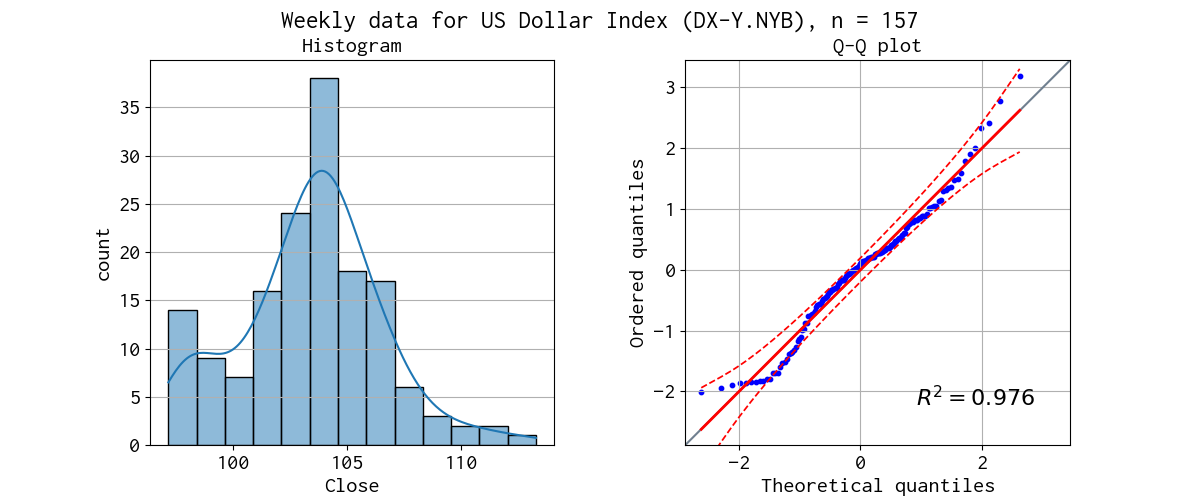 Weekly data for US Dollar Index (DX-Y.NYB), n = 157
Histogram
count
35
30
25
20
15
10
5
0
100 105 110
Close
Q-Q plot
Ordered quantiles
3
2
1
0
−1
−2
R² = 0.976
−2 0 2
Theoretical quantiles